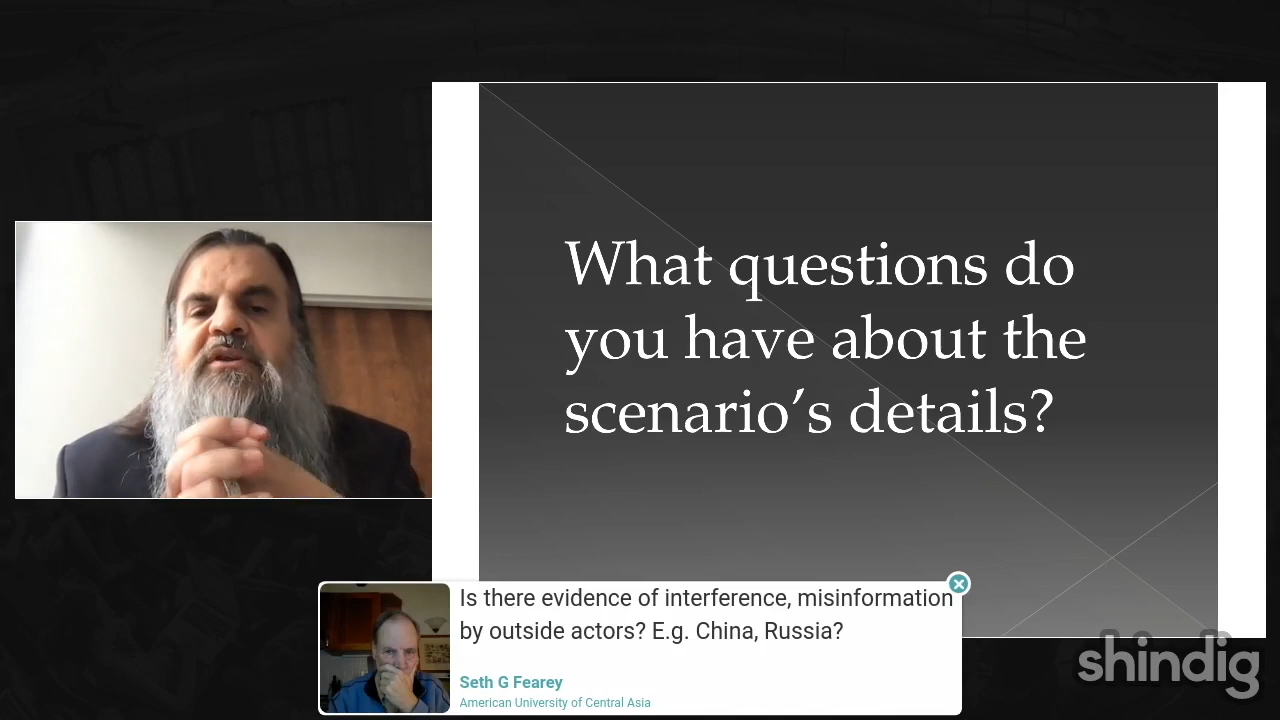 What questions do
you have about the
scenario’s details?
Is there evidence of interference, misinformation
by outside actors? E.g. China, Russia?
Seth G Fearey
American University of Central Asia
shindig